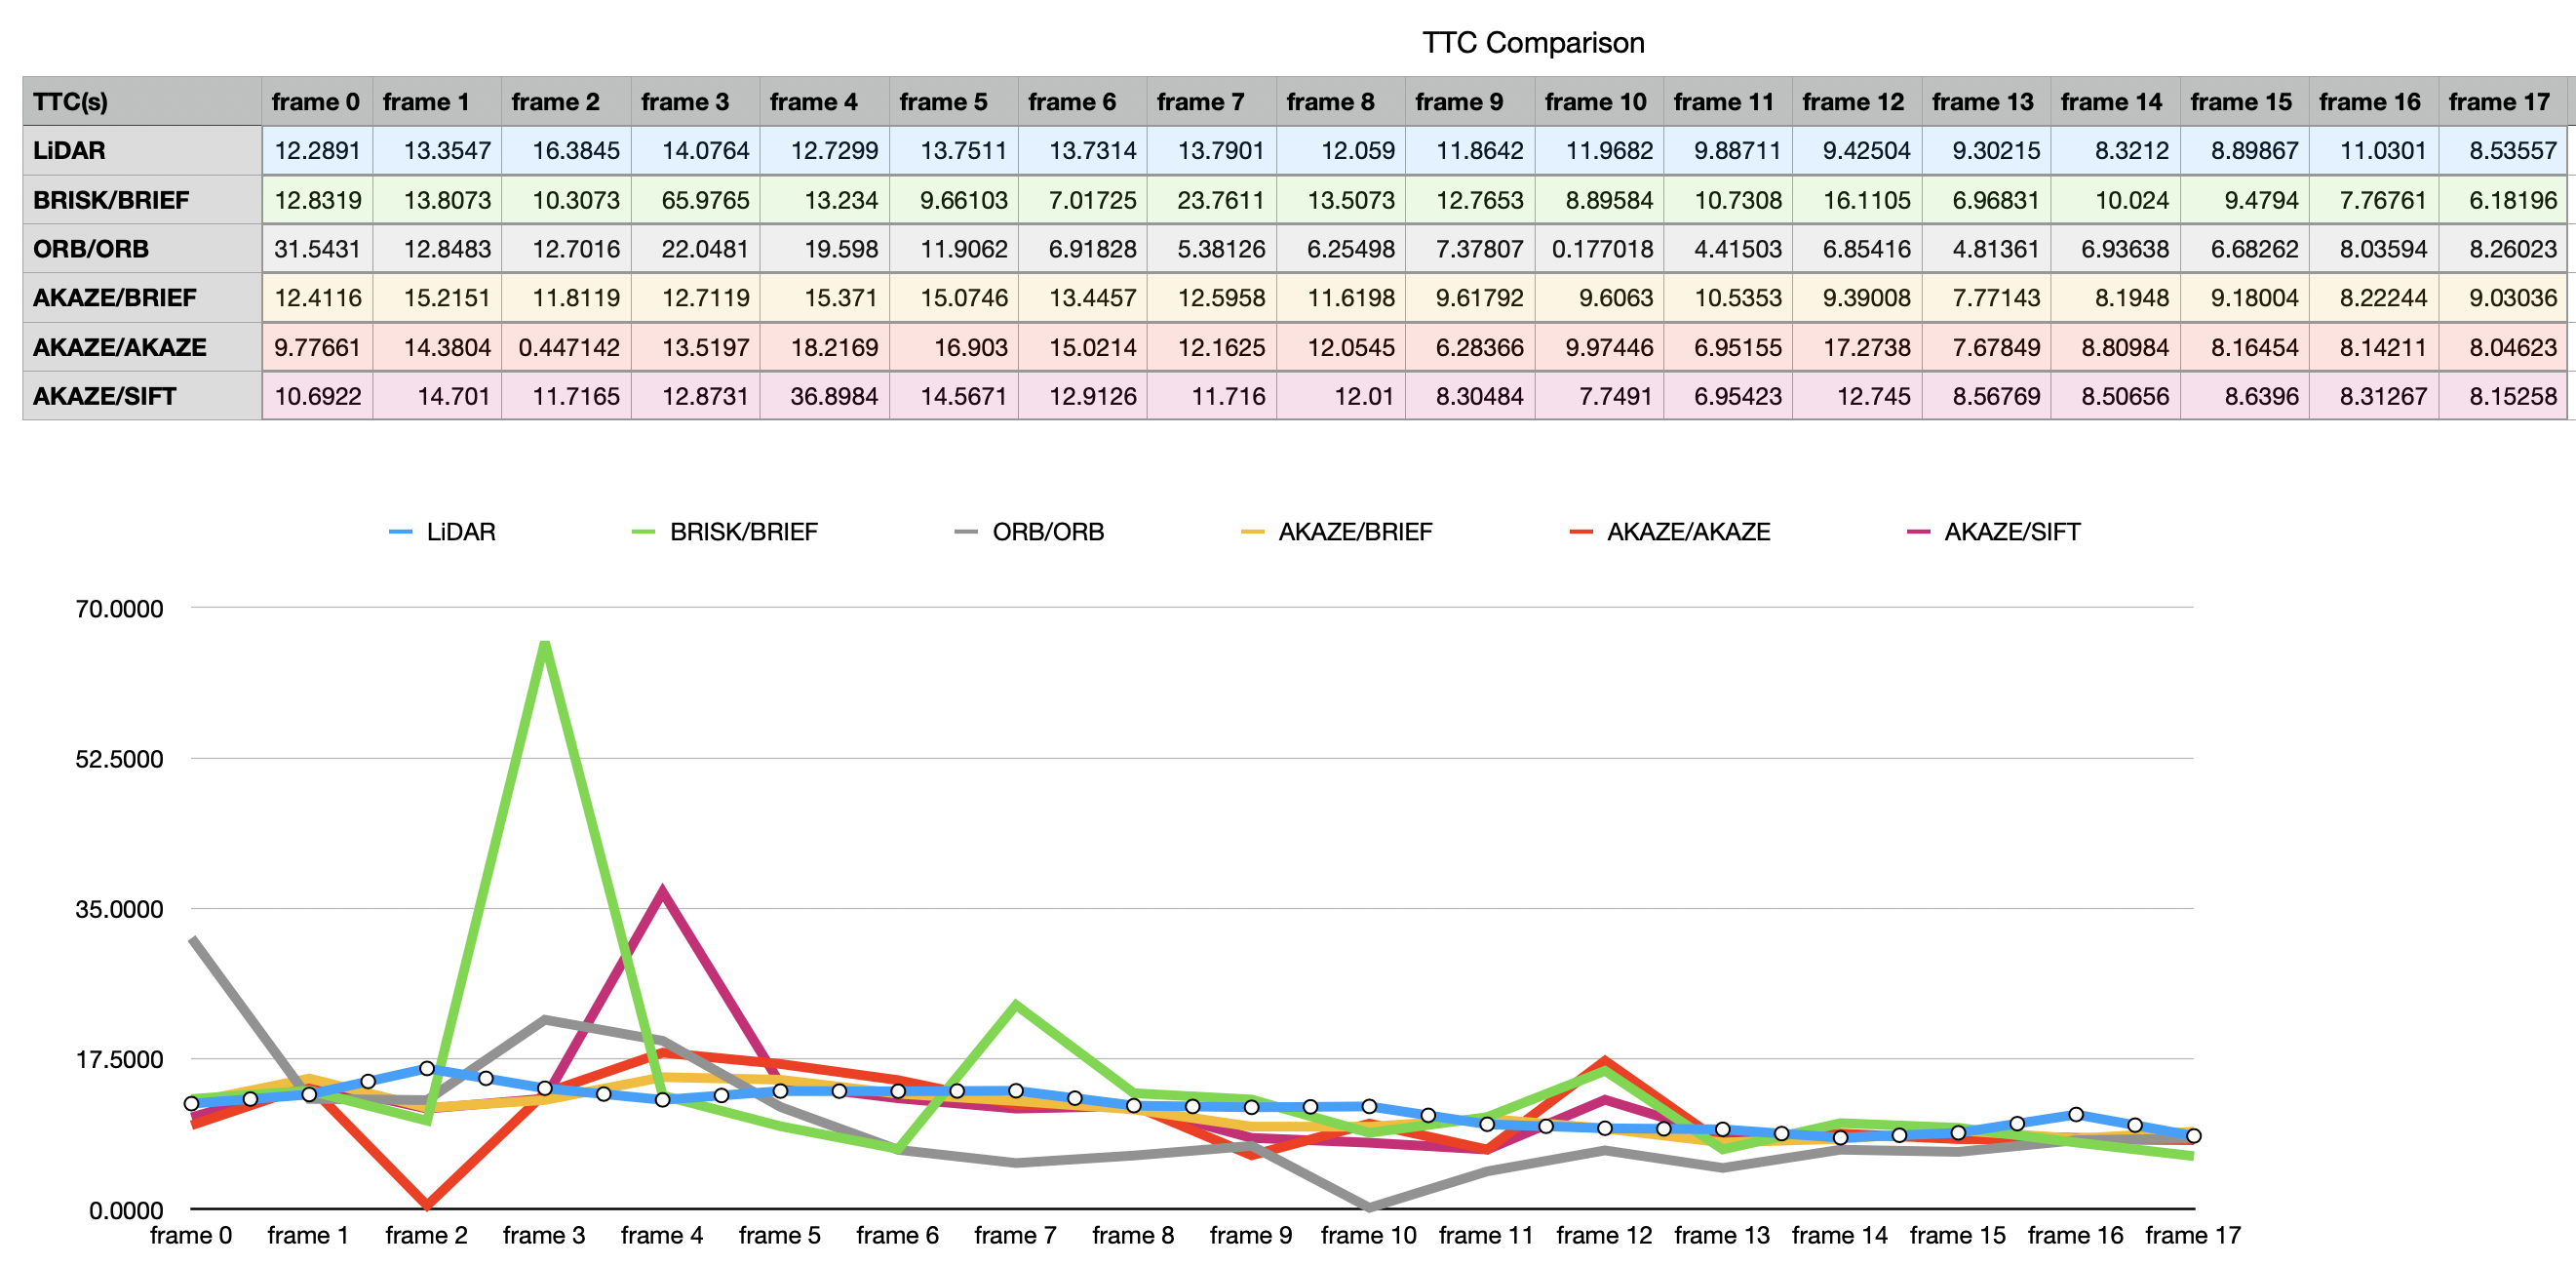 TTC Comparison
TTC(s) frame 0 frame 1 frame 2 frame 3 frame 4 frame 5 frame 6 frame 7 frame 8 frame 9 frame 10 frame 11 frame 12 frame 13 frame 14 frame 15 frame 16 frame 17
LiDAR 12.2891 13.3547 16.3845 14.0764 12.7299 13.7511 13.7314 13.7901 12.059 11.8642 11.9682 9.88711 9.42504 9.30215 8.3212 8.89867 11.0301 8.53557
BRISK/BRIEF 12.8319 13.8073 10.3073 65.9765 13.234 9.66103 7.01725 23.7611 13.5073 12.7653 8.89584 10.7308 16.1105 6.96831 10.024 9.4794 7.76761 6.18196
ORB/ORB 31.5431 12.8483 12.7016 22.0481 19.598 11.9062 6.91828 5.38126 6.25498 7.37807 0.177018 4.41503 6.85416 4.81361 6.93638 6.68262 8.03594 8.26023
AKAZE/BRIEF 12.4116 15.2151 11.8119 12.7119 15.371 15.0746 13.4457 12.5958 11.6198 9.61792 9.6063 10.5353 9.39008 7.77143 8.1948 9.18004 8.22244 9.03036
AKAZE/AKAZE 9.77661 14.3804 0.447142 13.5197 18.2169 16.903 15.0214 12.1625 12.0545 6.28366 9.97446 6.95155 17.2738 7.67849 8.80984 8.16454 8.14211 8.04623
AKAZE/SIFT 10.6922 14.701 11.7165 12.8731 36.8984 14.5671 12.9126 11.716 12.01 8.30484 7.7491 6.95423 12.745 8.56769 8.50656 8.6396 8.31267 8.15258
LiDAR BRISK/BRIEF ORB/ORB AKAZE/BRIEF AKAZE/AKAZE AKAZE/SIFT
70.0000
52.5000
35.0000
17.5000
0.0000
frame 0 frame 1 frame 2 frame 3 frame 4 frame 5 frame 6 frame 7 frame 8 frame 9 frame 10 frame 11 frame 12 frame 13 frame 14 frame 15 frame 16 frame 17